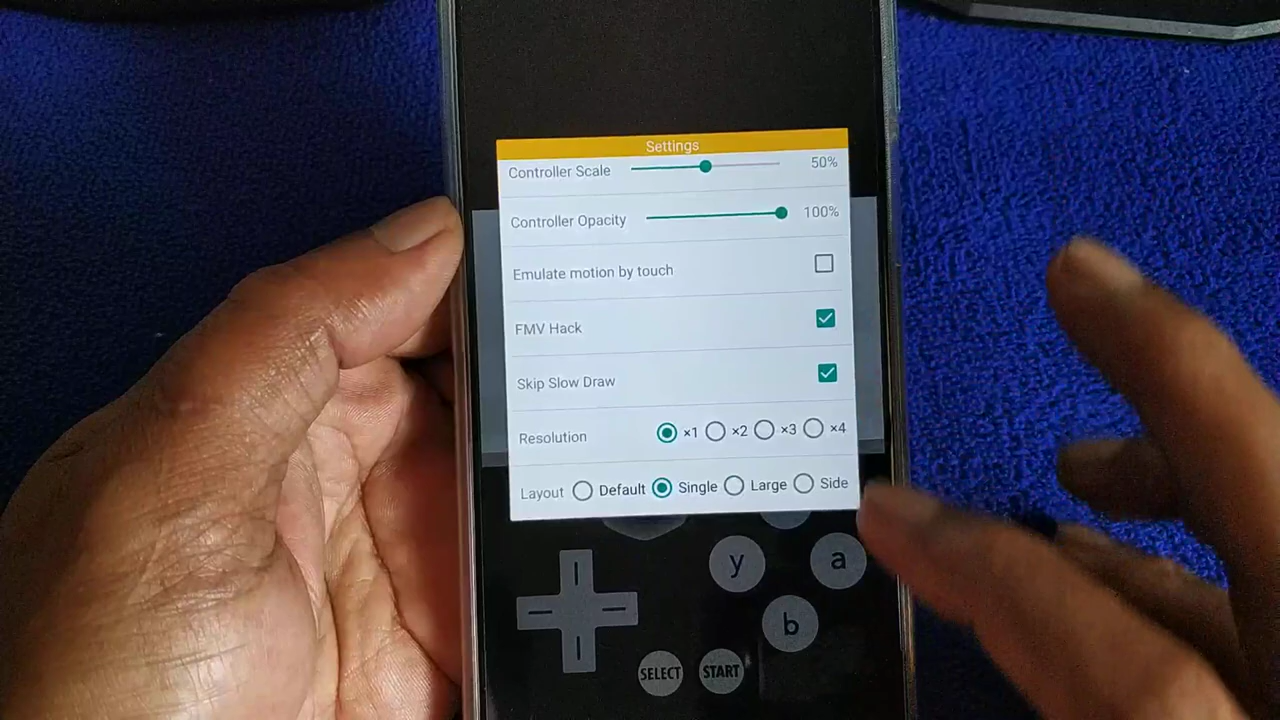 Settings
Controller Scale 50%
Controller Opacity 100%
Emulate motion by touch
FMV Hack
Skip Slow Draw
Resolution ×1 ×2 ×3 ×4
Layout Default Single Large Side
y a
b
SELECT START